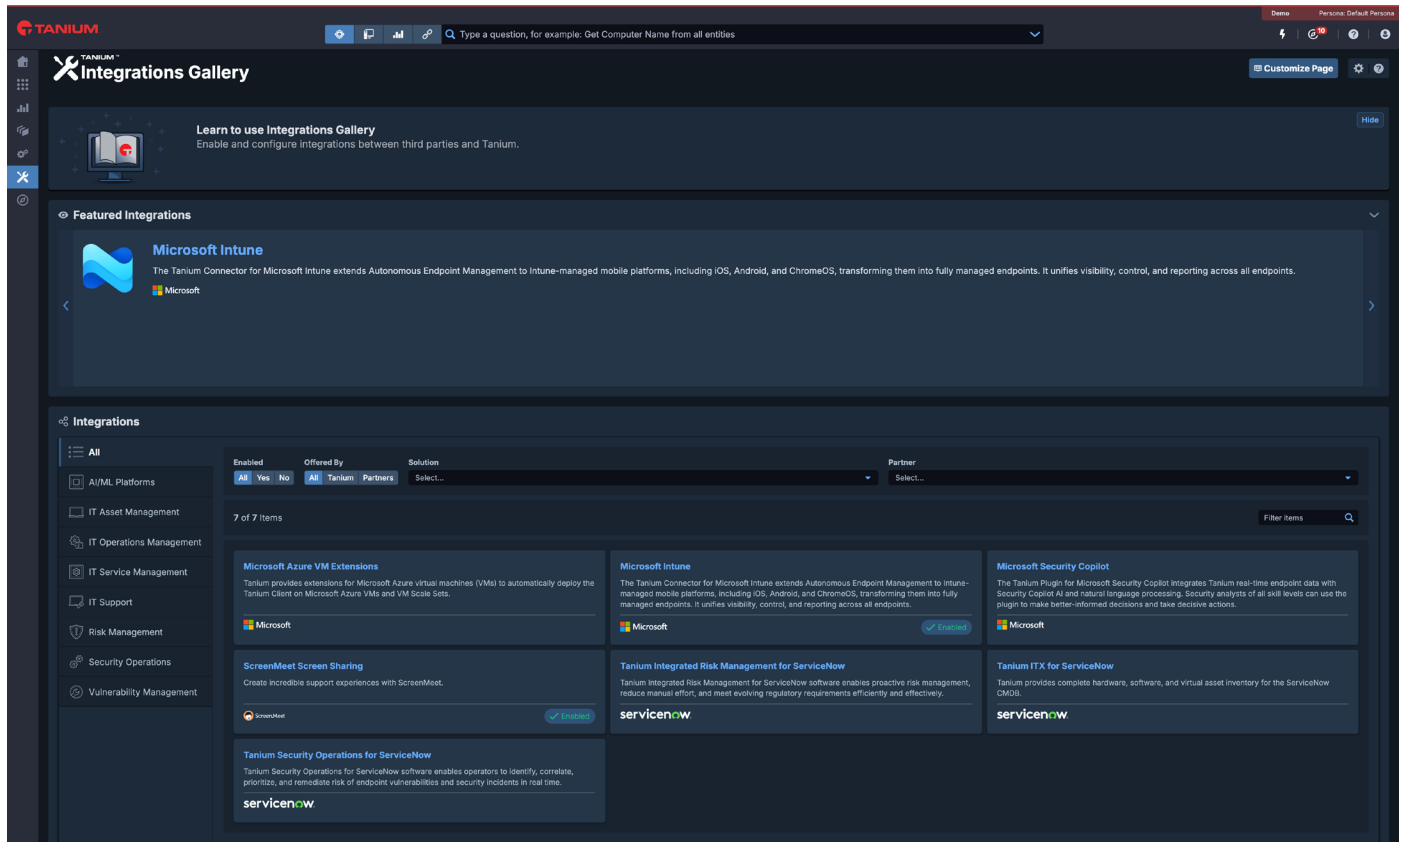 Demo Persona: Default Persona
TANIUM
Type a question, for example: Get Computer Name from all entities
10
TANIUM™
Integrations Gallery
Customize Page
Learn to use Integrations Gallery
Enable and configure integrations between third parties and Tanium.
Hide
Featured Integrations
Microsoft Intune
The Tanium Connector for Microsoft Intune extends Autonomous Endpoint Management to Intune-managed mobile platforms, including iOS, Android, and ChromeOS, transforming them into fully managed endpoints. It unifies visibility, control, and reporting across all endpoints.
Microsoft
Integrations
All
AI/ML Platforms
IT Asset Management
IT Operations Management
IT Service Management
IT Support
Risk Management
Security Operations
Vulnerability Management
Enabled Offered By Solution Partner
All Yes No All Tanium Partners Select... Select...
7 of 7 Items
Filter items
Microsoft Azure VM Extensions
Tanium provides extensions for Microsoft Azure virtual machines (VMs) to automatically deploy the
Tanium Client on Microsoft Azure VMs and VM Scale Sets.
Microsoft
Microsoft Intune
The Tanium Connector for Microsoft Intune extends Autonomous Endpoint Management to Intune-
managed mobile platforms, including iOS, Android, and ChromeOS, transforming them into fully
managed endpoints. It unifies visibility, control, and reporting across all endpoints.
Microsoft
Enabled
Microsoft Security Copilot
The Tanium Plugin for Microsoft Security Copilot integrates Tanium real-time endpoint data with
Security Copilot AI and natural language processing. Security analysts of all skill levels can use the
plugin to make better-informed decisions and take decisive actions.
Microsoft
ScreenMeet Screen Sharing
Create incredible support experiences with ScreenMeet.
ScreenMeet
Enabled
Tanium Integrated Risk Management for ServiceNow
Tanium Integrated Risk Management for ServiceNow software enables proactive risk management,
reduce manual effort, and meet evolving regulatory requirements efficiently and effectively.
servicenow
Tanium ITX for ServiceNow
Tanium provides complete hardware, software, and virtual asset inventory for the ServiceNow
CMDB.
servicenow
Tanium Security Operations for ServiceNow
Tanium Security Operations for ServiceNow software enables operators to identify, correlate,
prioritize, and remediate risk of endpoint vulnerabilities and security incidents in real time.
servicenow